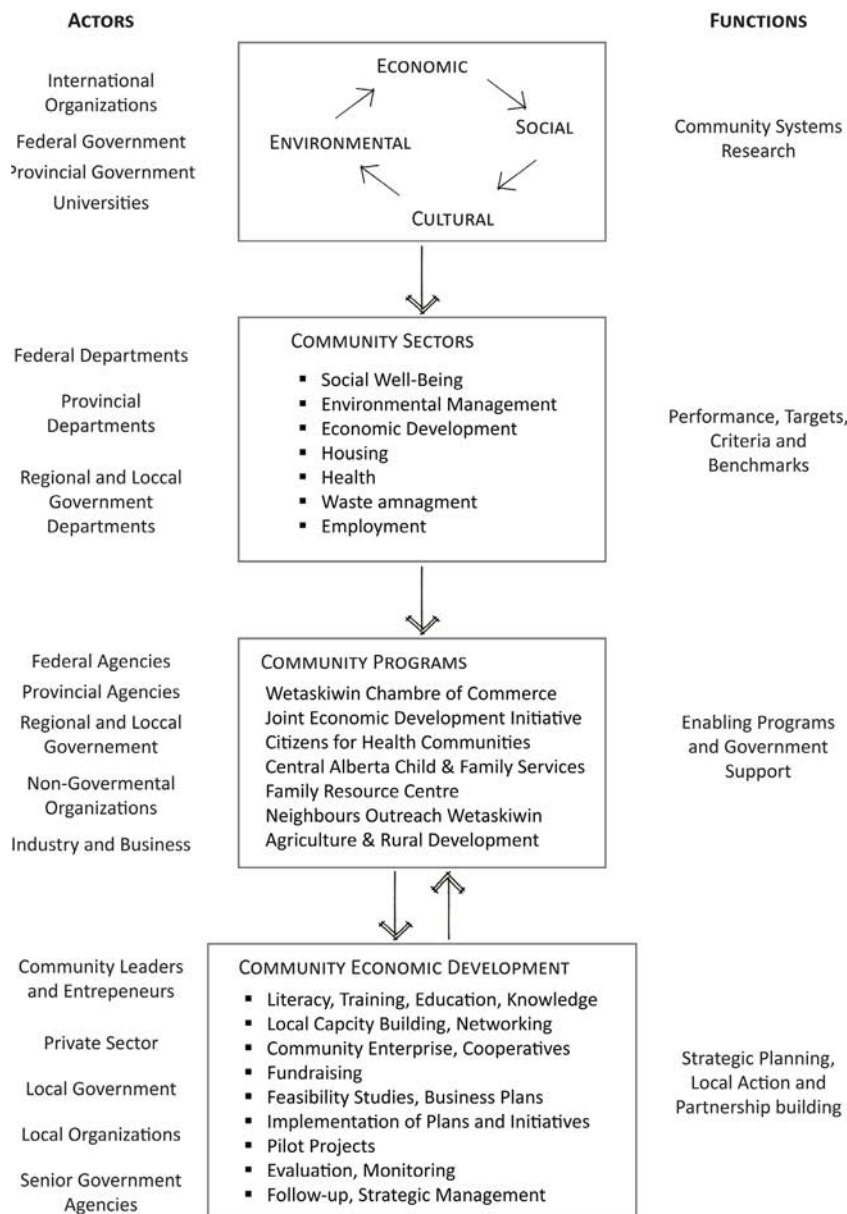 ACTORS
FUNCTIONS
International
Organizations
Federal Government
Provincial Government
Universities
ECONOMIC
SOCIAL
ENVIRONMENTAL
CULTURAL
Community Systems
Research
Federal Departments
Provincial
Departments
Regional and Loccal
Government
Departments
COMMUNITY SECTORS
▪ Social Well-Being
▪ Environmental Management
▪ Economic Development
▪ Housing
▪ Health
▪ Waste amnagment
▪ Employment
Performance, Targets,
Criteria and
Benchmarks
Federal Agencies
Provincial Agencies
Regional and Loccal
Governement
Non-Govermental
Organizations
Industry and Business
COMMUNITY PROGRAMS
Wetaskiwin Chambre of Commerce
Joint Economic Development Initiative
Citizens for Health Communities
Central Alberta Child & Family Services
Family Resource Centre
Neighbours Outreach Wetaskiwin
Agriculture & Rural Development
Enabling Programs
and Government
Support
Community Leaders
and Entrepeneurs
Private Sector
Local Government
Local Organizations
Senior Government
Agencies
COMMUNITY ECONOMIC DEVELOPMENT
▪ Literacy, Training, Education, Knowledge
▪ Local Capcity Building, Networking
▪ Community Enterprise, Cooperatives
▪ Fundraising
▪ Feasibility Studies, Business Plans
▪ Implementation of Plans and Initiatives
▪ Pilot Projects
▪ Evaluation, Monitoring
▪ Follow-up, Strategic Management
Strategic Planning,
Local Action and
Partnership building